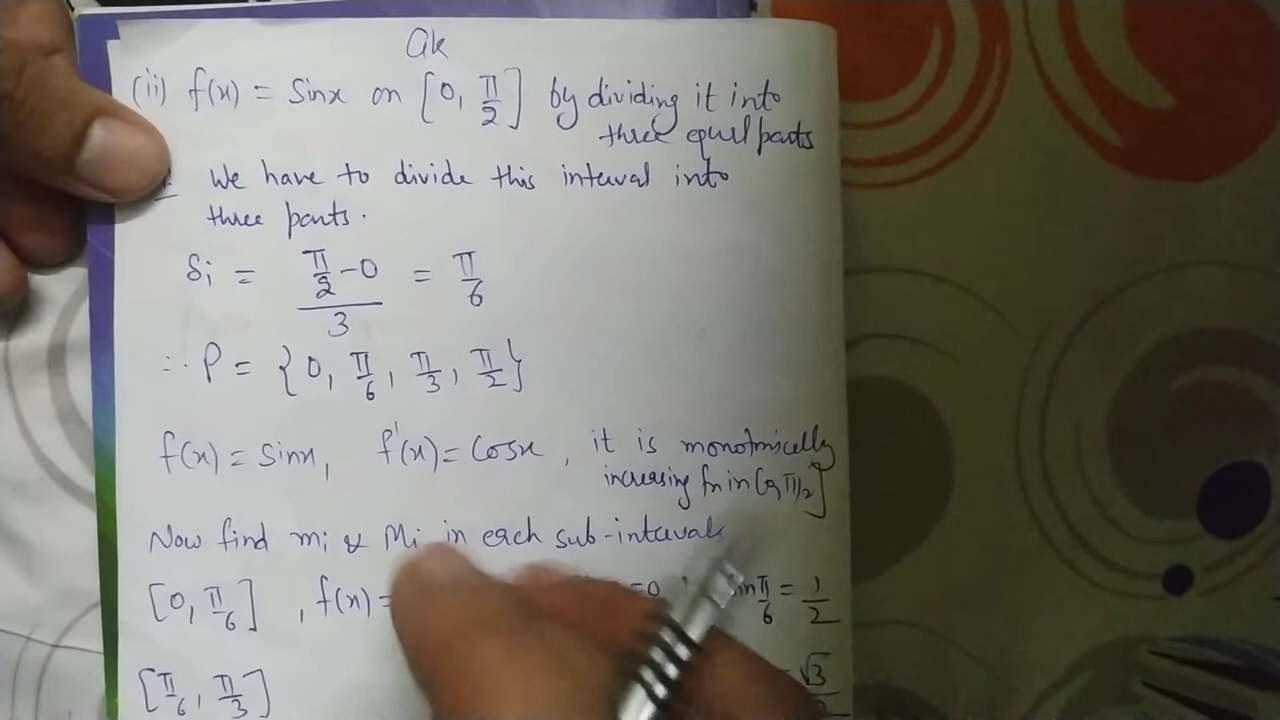 ak
(ii) f(x) = Sinx on [0, π/2] by dividing it into
three equal parts
We have to divide this interval into
three parts.
δi = (π/2 - 0)/3 = π/6
∴ P = {0, π/6, π/3, π/2}
f(x) = Sinx, f'(x) = Cosx, it is monotonically
increasing fn in [0, π/2]
Now find mi & Mi in each sub-intervals
[0, π/6], f(x) = =0 π/6 = 1/2
[π/6, π/3] √3